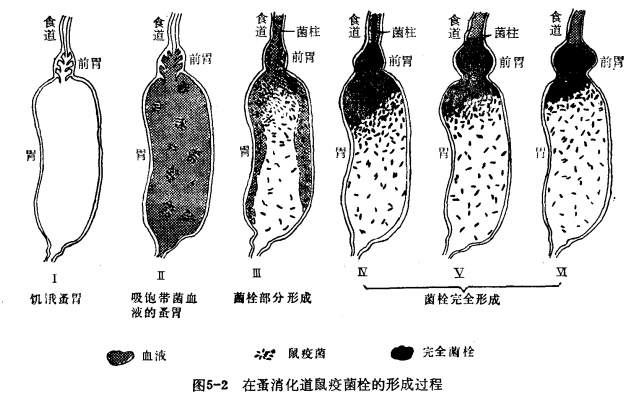 食道
前胃
胃
Ⅰ
饥饿蚤胃
食道
前胃
胃
Ⅱ
吸饱带菌血
液的蚤胃
食道
菌柱
前胃
胃
Ⅲ
菌栓部分形成
食道
菌柱
前胃
胃
Ⅳ
食道
菌柱
前胃
胃
Ⅴ
食道
前胃
胃
Ⅵ
菌栓完全形成
血液
鼠疫菌
完全菌栓
图5-2 在蚤消化道鼠疫菌栓的形成过程